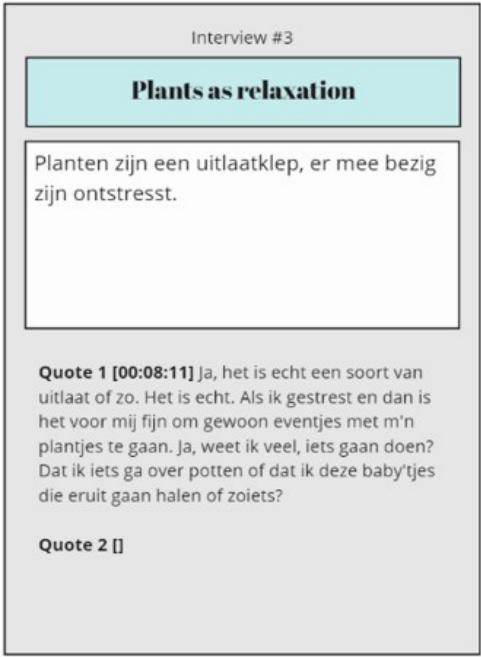 Interview #3
Plants as relaxation
Planten zijn een uitlaatklep, er mee bezig
zijn ontstresst.
Quote 1 [00:08:11] Ja, het is echt een soort van
uitlaat of zo. Het is echt. Als ik gestrest en dan is
het voor mij fijn om gewoon eventjes met m'n
plantjes te gaan. Ja, weet ik veel, iets gaan doen?
Dat ik iets ga over potten of dat ik deze baby'tjes
die eruit gaan halen of zoiets?
Quote 2 []